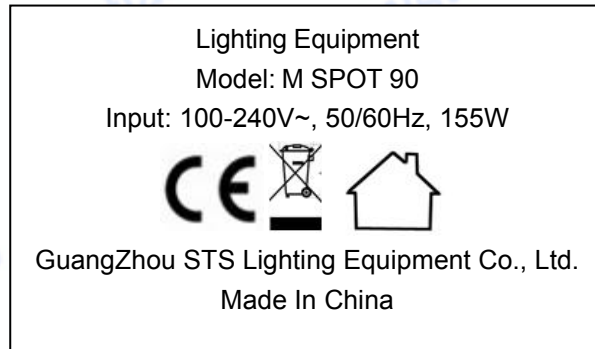 Lighting Equipment
Model: M SPOT 90
Input: 100-240V~, 50/60Hz, 155W
CE
GuangZhou STS Lighting Equipment Co., Ltd.
Made In China